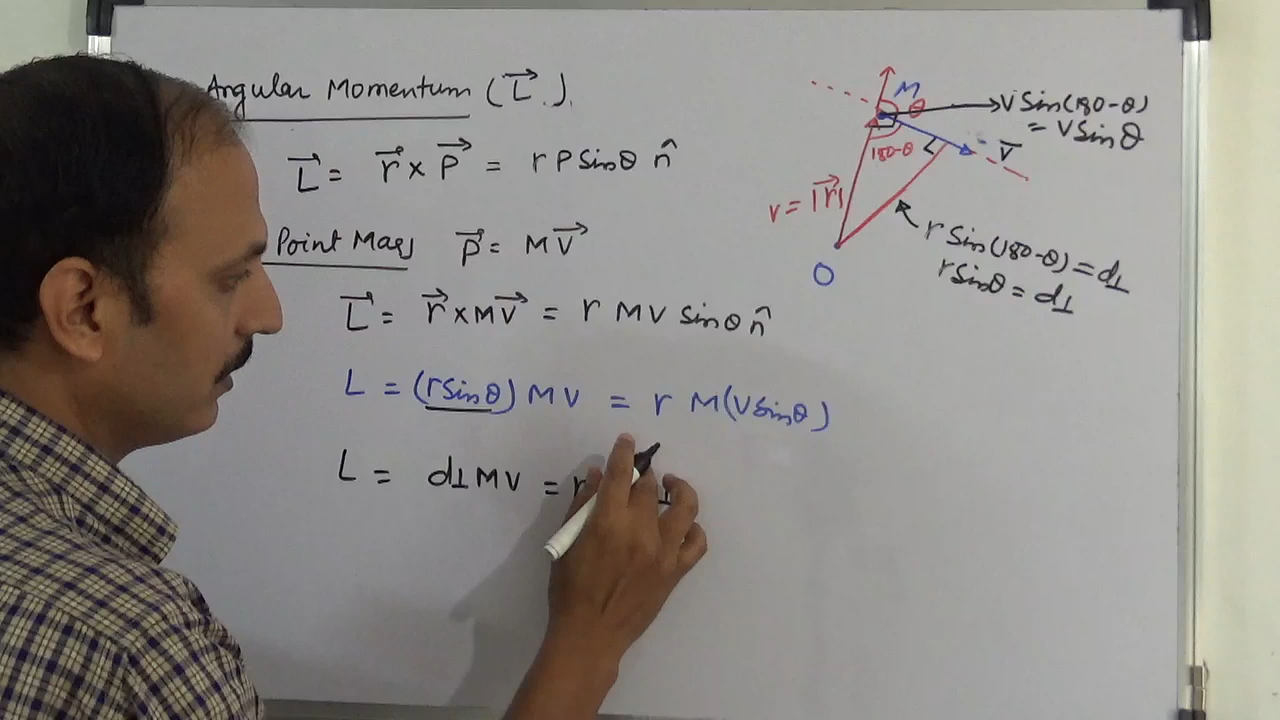 Angular Momentum (L⃗.).
L⃗ = r⃗ × P⃗ = r P Sinθ n̂
Point Mass P⃗ = M V⃗
L⃗ = r⃗ × M V⃗ = r M V sinθ n̂
L = (r sinθ) M V = r M (V sinθ)
L = d⊥ M V = r
M
θ
V Sin(180-θ)
= V Sinθ
180-θ
V⃗
r = |r⃗|
O
r Sin(180-θ) = d⊥
r sinθ = d⊥